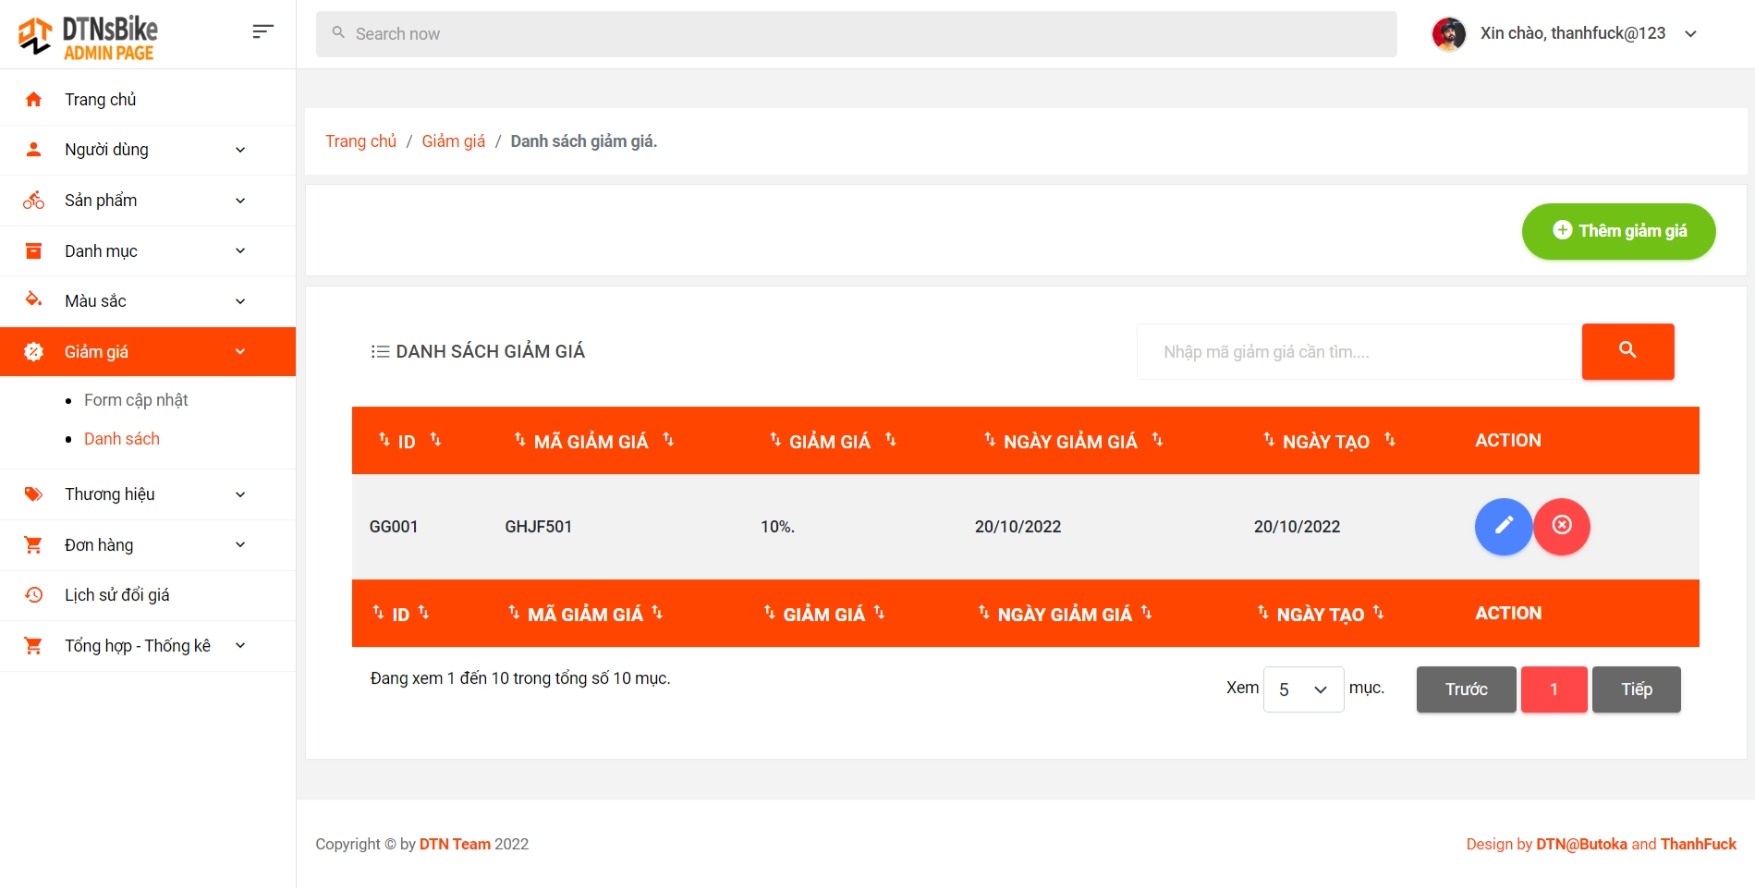 DTNsBike
ADMIN PAGE
Search now
Xin chào, thanhfuck@123
Trang chủ
Người dùng
Sản phẩm
Danh mục
Màu sắc
Giảm giá
Form cập nhật
Danh sách
Thương hiệu
Đơn hàng
Lịch sử đổi giá
Tổng hợp - Thống kê
Trang chủ / Giảm giá / Danh sách giảm giá.
Thêm giảm giá
DANH SÁCH GIẢM GIÁ
Nhập mã giảm giá cần tìm....
ID MÃ GIẢM GIÁ GIẢM GIÁ NGÀY GIẢM GIÁ NGÀY TẠO ACTION
GG001 GHJF501 10%. 20/10/2022 20/10/2022
ID MÃ GIẢM GIÁ GIẢM GIÁ NGÀY GIẢM GIÁ NGÀY TẠO ACTION
Đang xem 1 đến 10 trong tổng số 10 mục.
Xem 5 mục.
Trước 1 Tiếp
Copyright © by DTN Team 2022
Design by DTN@Butoka and ThanhFuck